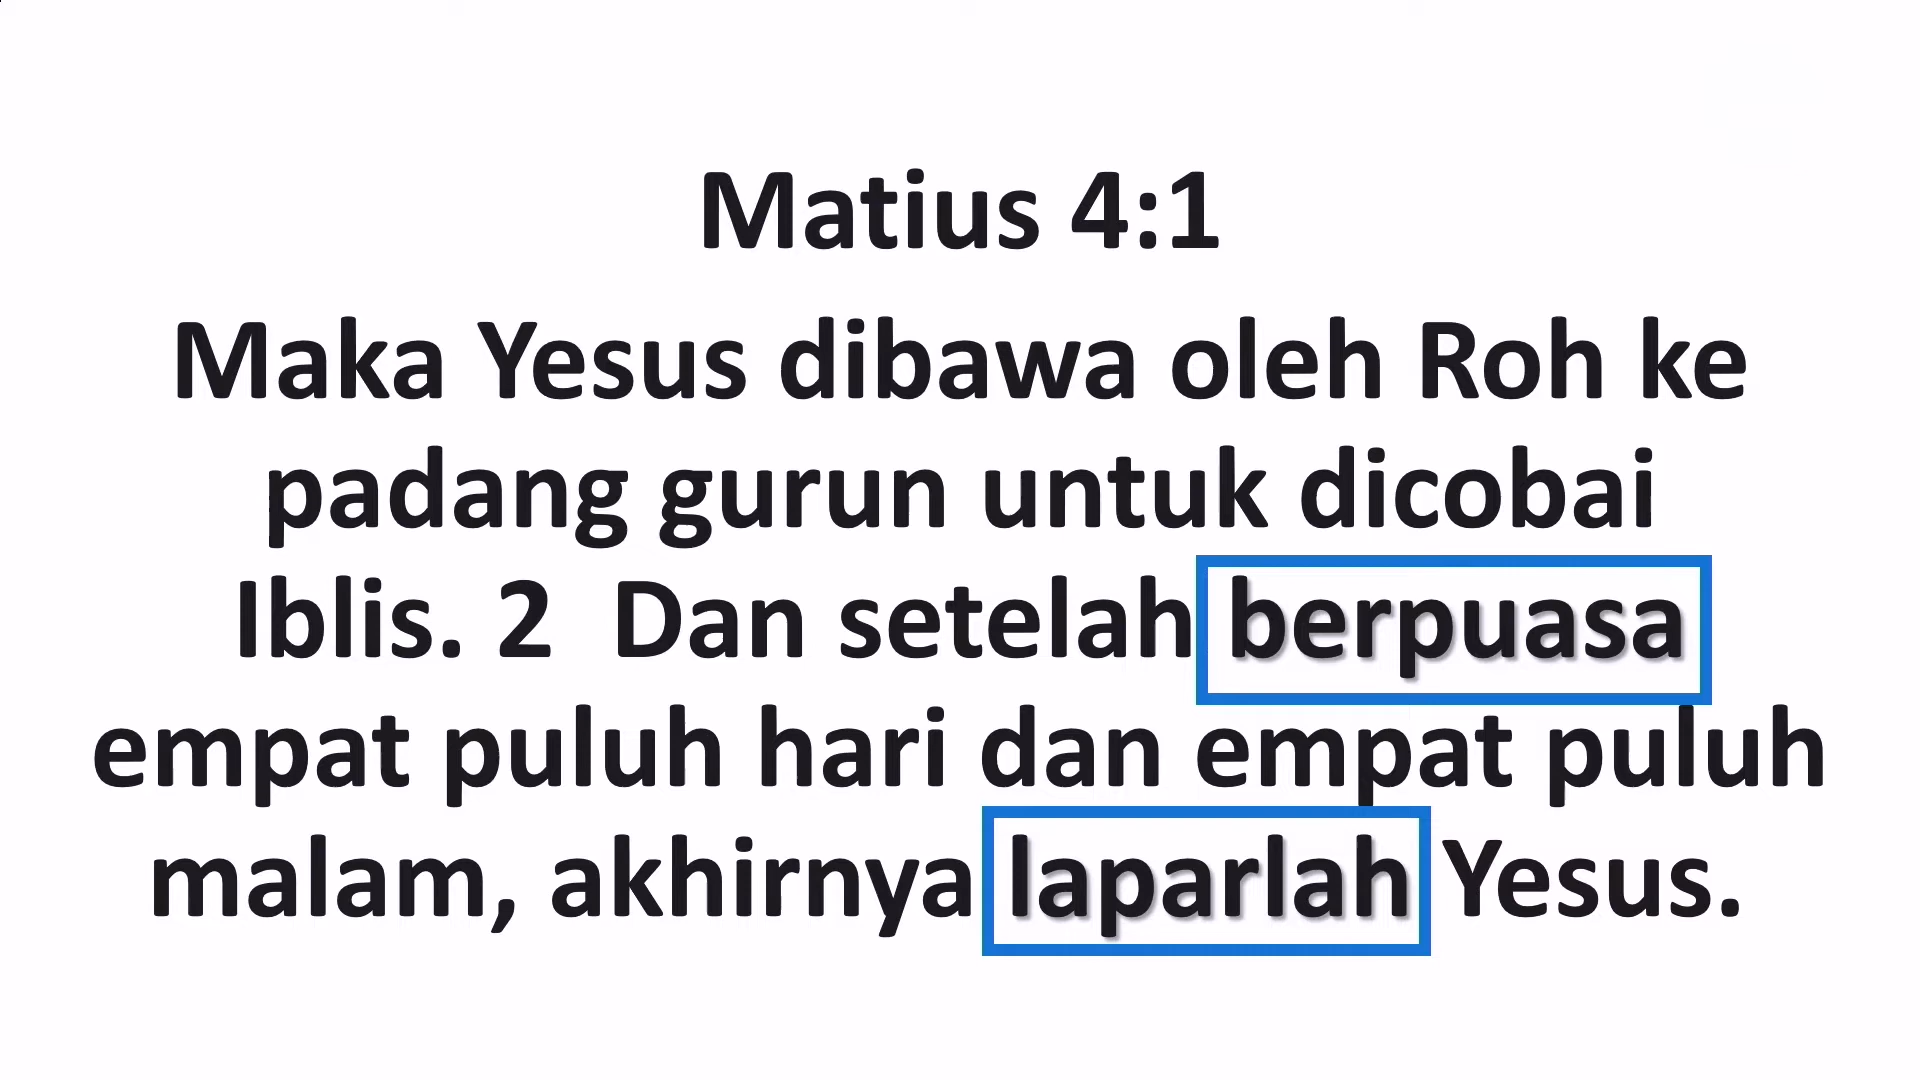 Matius 4:1
Maka Yesus dibawa oleh Roh ke
padang gurun untuk dicobai
Iblis. 2  Dan setelah berpuasa
empat puluh hari dan empat puluh
malam, akhirnya laparlah Yesus.